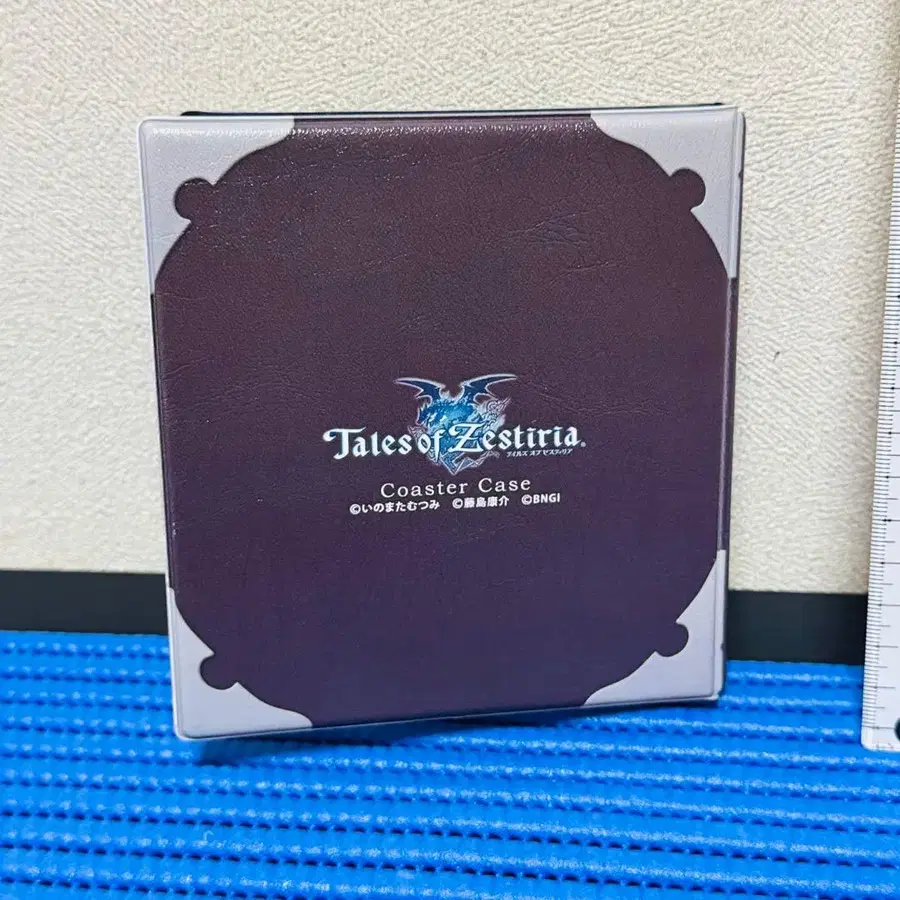 Tales of Zestiria®
テイルズ オブ ゼスティリア
Coaster Case
©いのまたむつみ ©藤島康介 ©BNGI